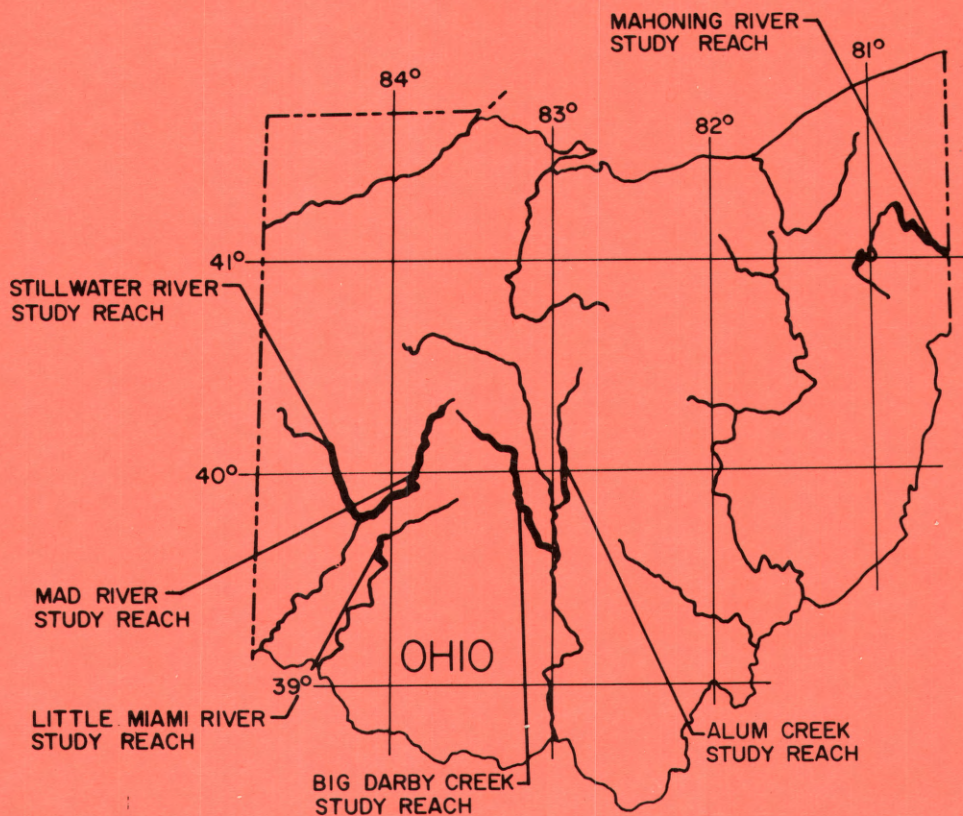 MAHONING RIVER
STUDY REACH
84°
83°
82°
81°
41°
STILLWATER RIVER
STUDY REACH
40°
MAD RIVER
STUDY REACH
OHIO
39°
LITTLE MIAMI RIVER
STUDY REACH
ALUM CREEK
STUDY REACH
BIG DARBY CREEK
STUDY REACH